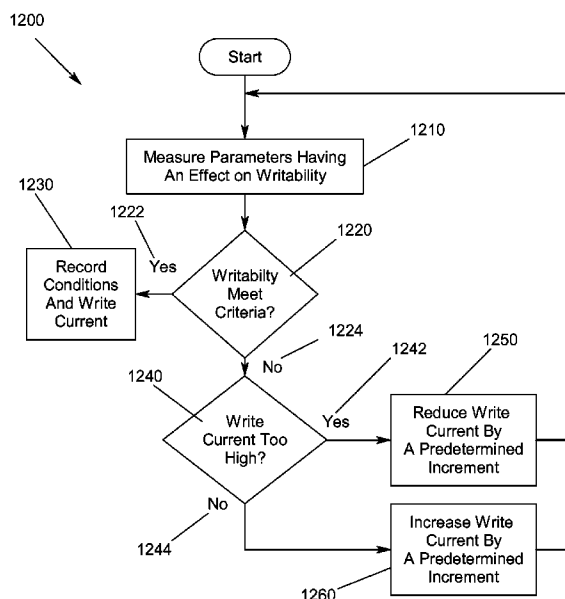 1200
Start
1210
Measure Parameters Having
An Effect on Writability
1230
1222
1220
Yes
Record
Conditions
And Write
Current
Writabilty
Meet
Criteria?
1224
No
1242
1250
1240
Yes
Write
Current Too
High?
Reduce Write
Current By
A Predetermined
Increment
No
1244
Increase Write
Current By
A Predetermined
Increment
1260